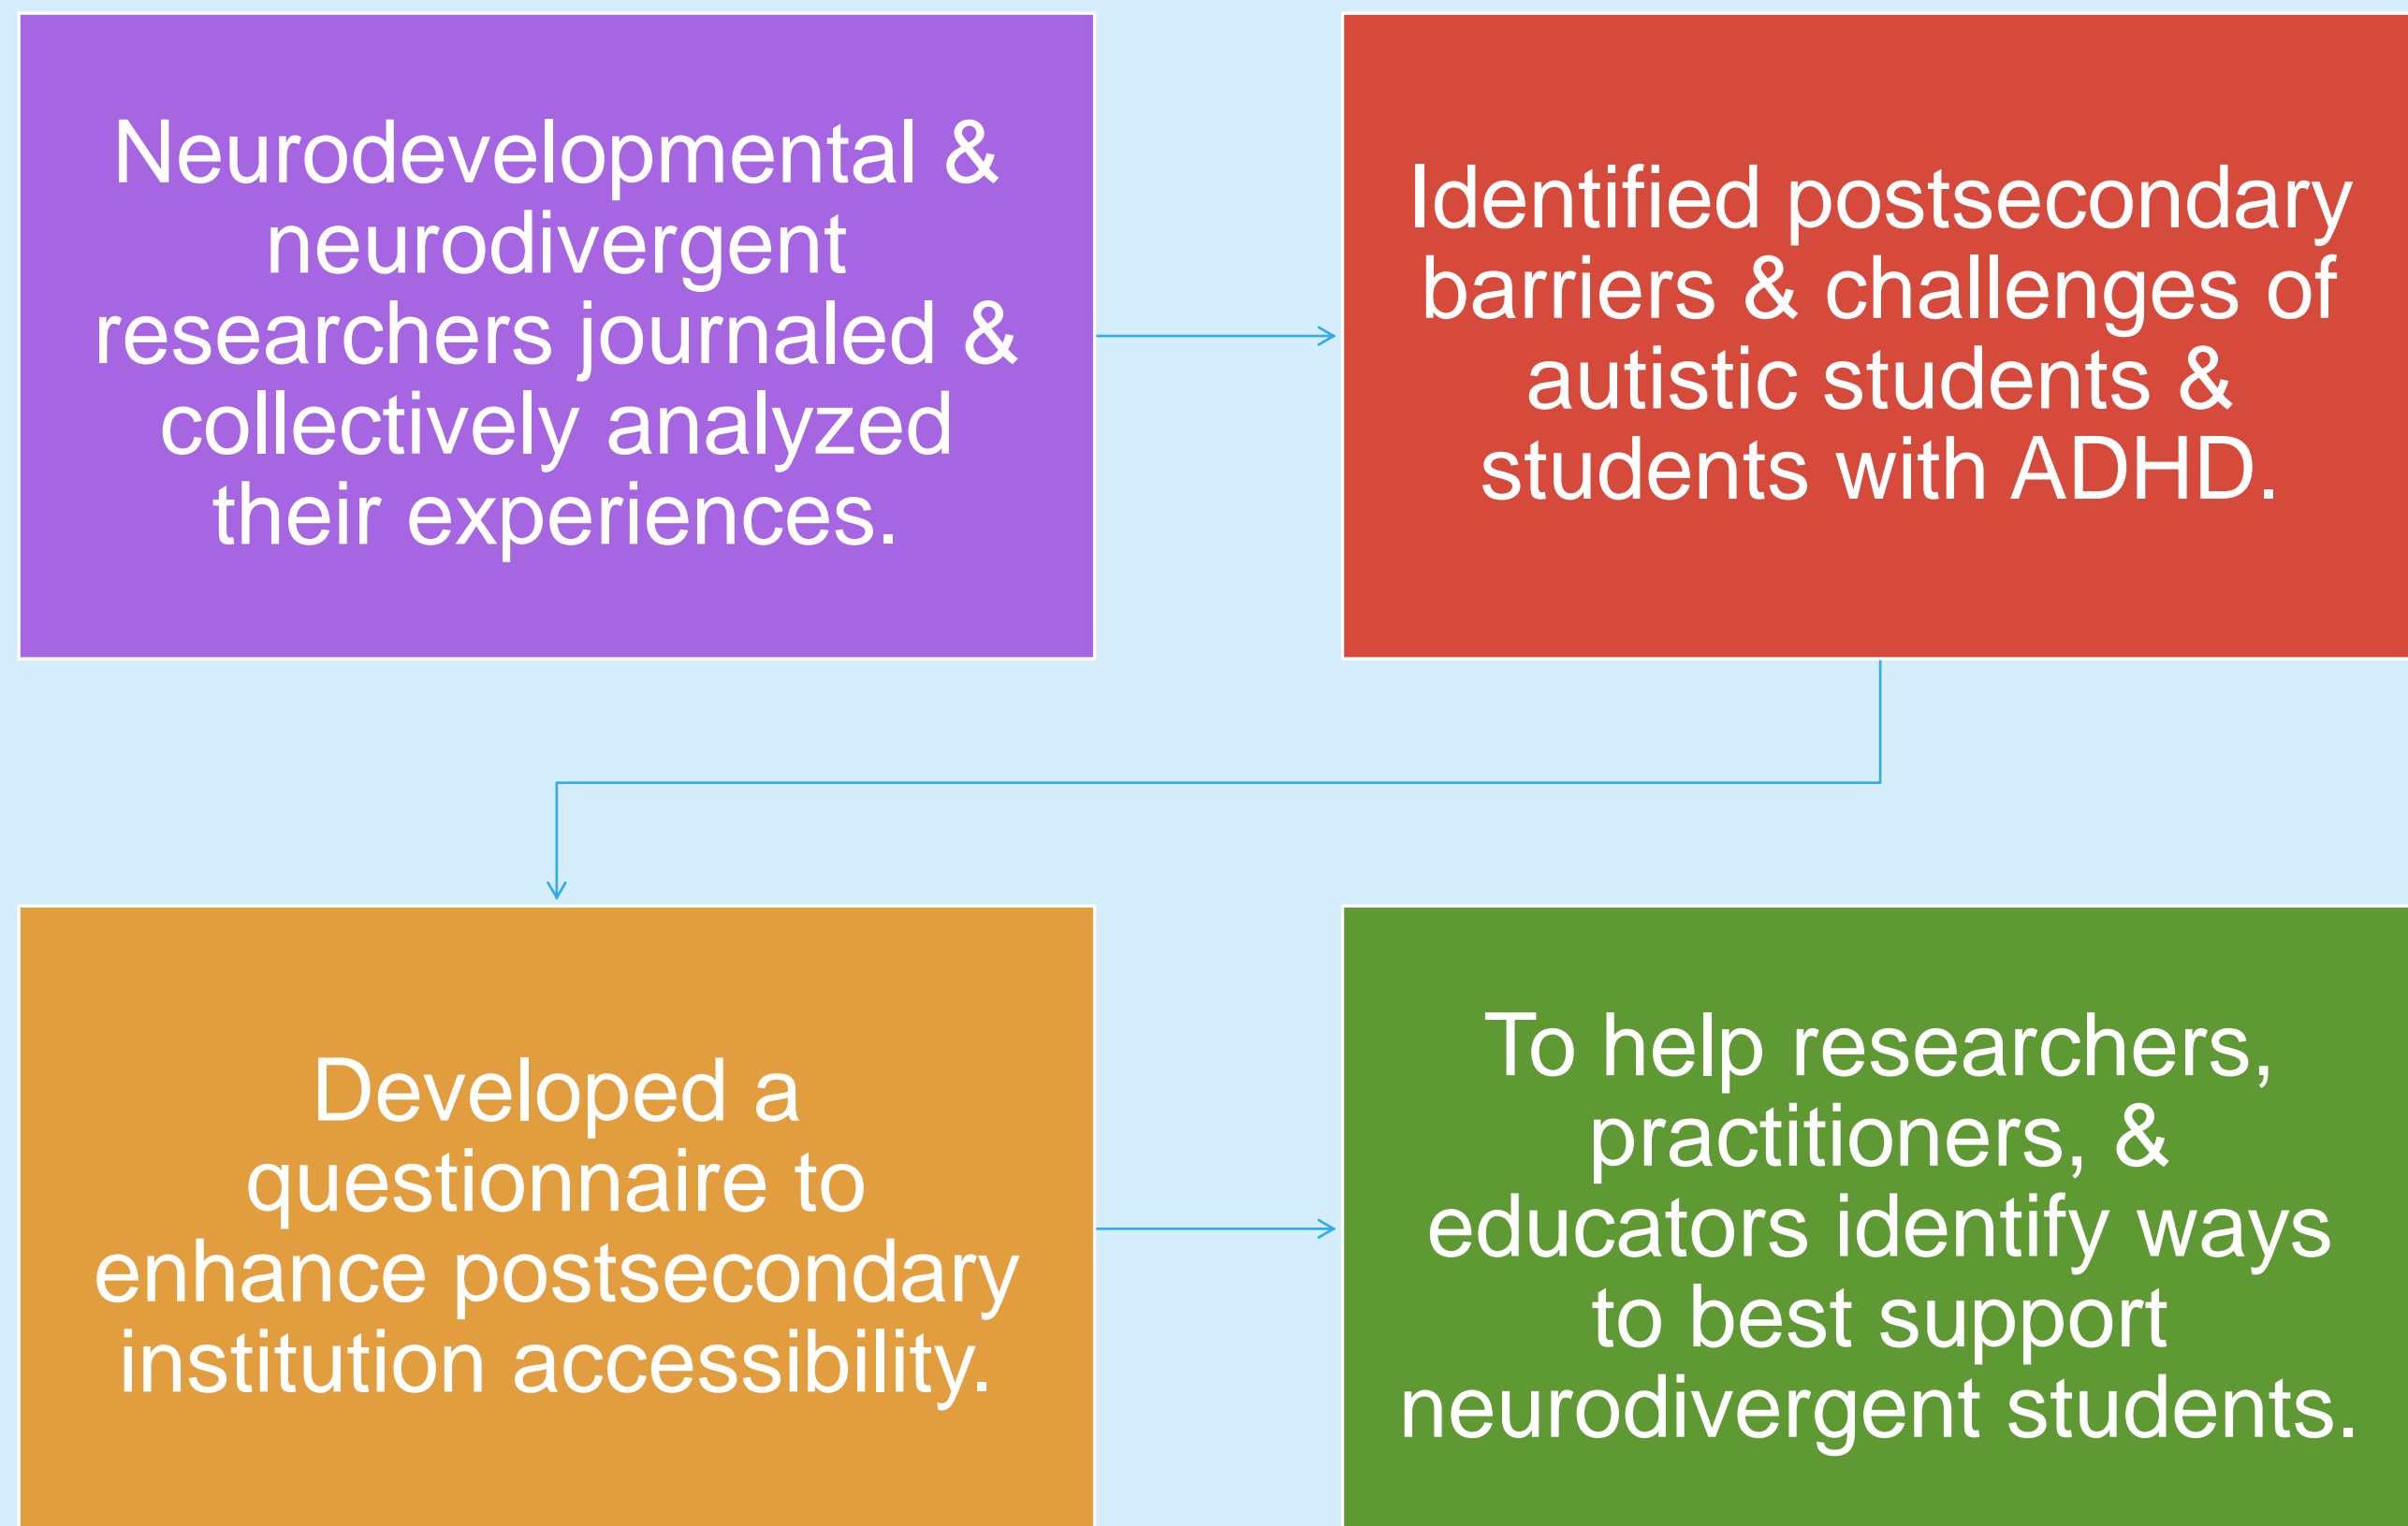 Neurodevelopmental &
neurodivergent
researchers journaled &
collectively analyzed
their experiences.
Identified postsecondary
barriers & challenges of
autistic students &
students with ADHD.
Developed a
questionnaire to
enhance postsecondary
institution accessibility.
To help researchers,
practitioners, &
educators identify ways
to best support
neurodivergent students.